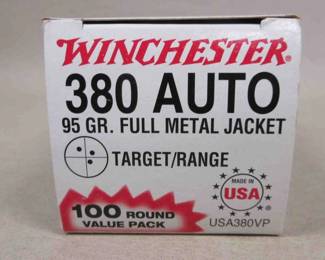 WINCHESTER®
380 AUTO
95 GR. FULL METAL JACKET
TARGET/RANGE
100 ROUND
VALUE PACK
MADE IN
USA
USA380VP